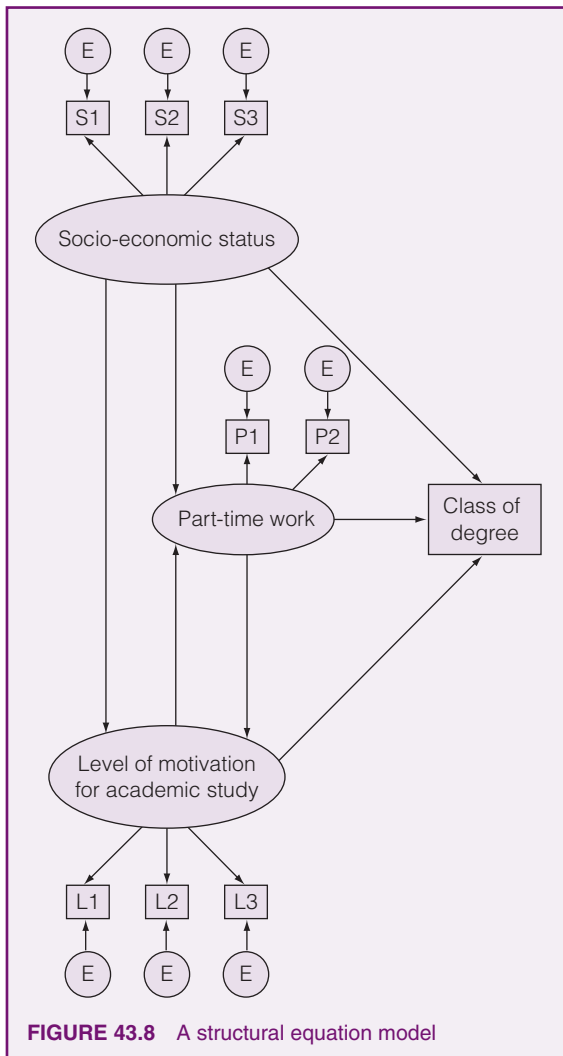 E E E
S1 S2 S3
Socio-economic status
E E
P1 P2
Part-time work
Class of
degree
Level of motivation
for academic study
L1 L2 L3
E E E
FIGURE 43.8 A structural equation model